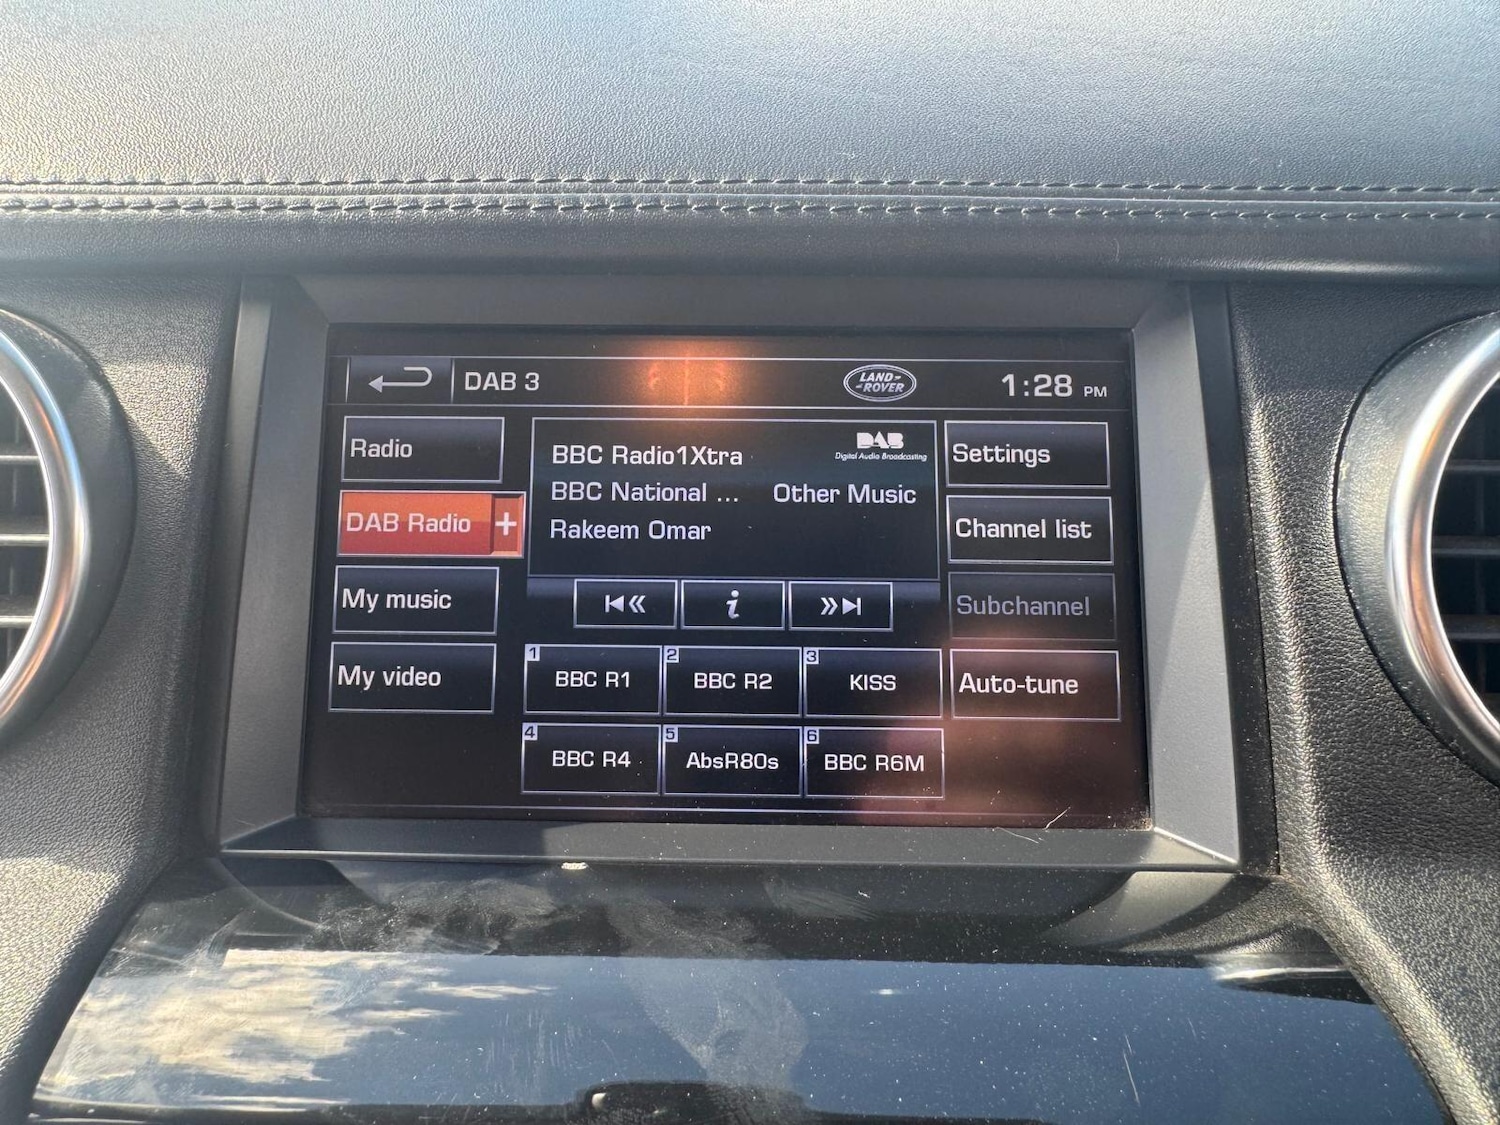 DAB 3
LAND-
-ROVER
1:28 PM
Radio
DAB Radio +
My music
My video
BBC Radio1Xtra
DAB
Digital Audio Broadcasting
BBC National ... Other Music
Rakeem Omar
i
1 BBC R1
2 BBC R2
3 KISS
4 BBC R4
5 AbsR80s
6 BBC R6M
Settings
Channel list
Subchannel
Auto-tune